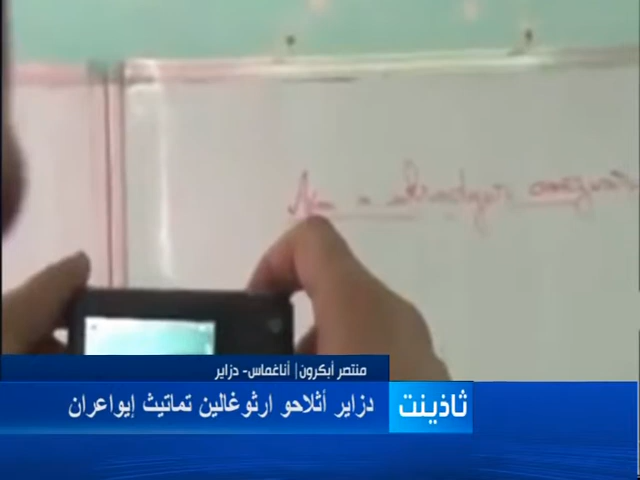 منتصر أبكرون| أناغماس- دزاير
ثاذينت
دزاير أثلاحو ارثوغالين تماتيث إيواعران